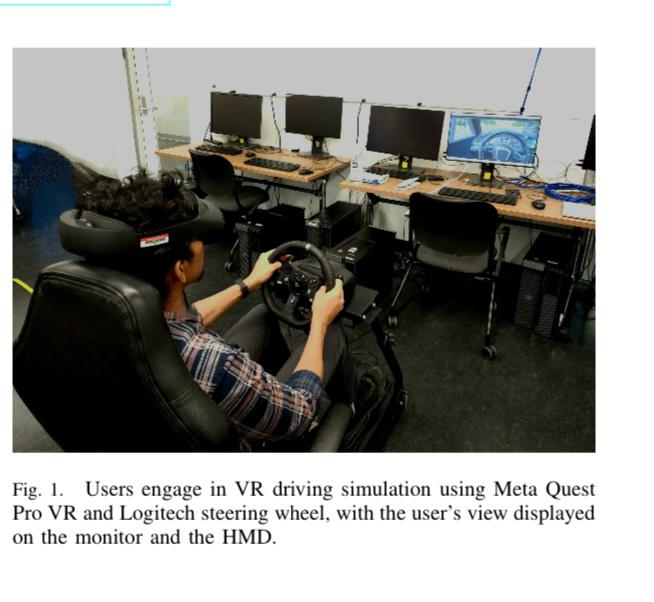 Fig. 1. Users engage in VR driving simulation using Meta Quest
Pro VR and Logitech steering wheel, with the user's view displayed
on the monitor and the HMD.